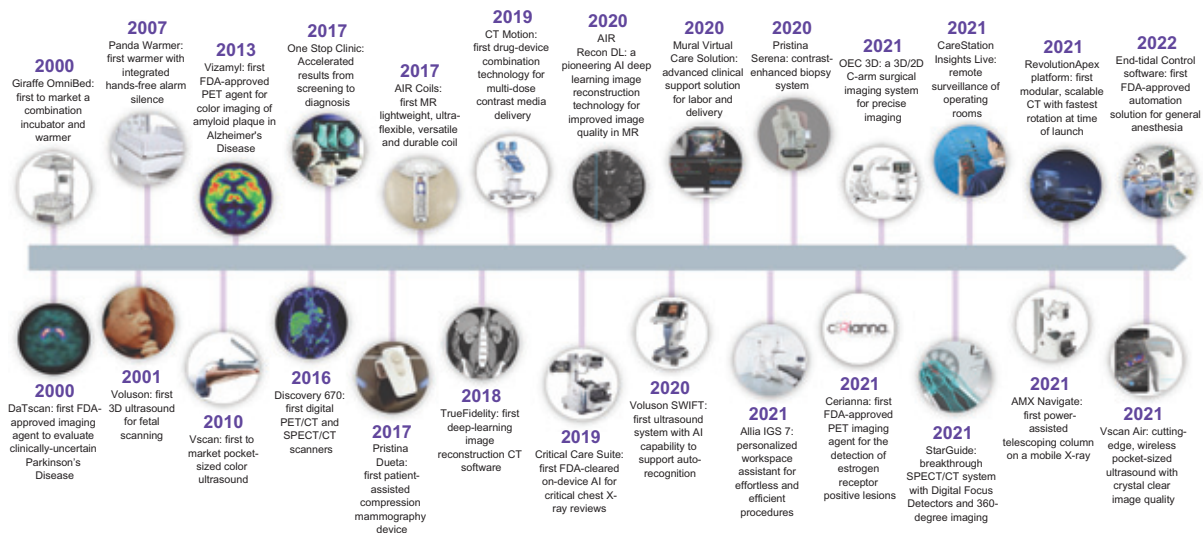 2000
Giraffe OmniBed:
first to market a
combination
incubator and
warmer
2007
Panda Warmer:
first warmer with
integrated
hands-free alarm
silence
2013
Vizamyl: first
FDA-approved
PET agent for
color imaging of
amyloid plaque in
Alzheimer's
Disease
2017
One Stop Clinic:
Accelerated
results from
screening to
diagnosis
2017
AIR Coils: first MR
lightweight, ultra-
flexible, versatile
and durable coil
2019
CT Motion:
first drug-device
combination
technology for
multi-dose
contrast media
delivery
2020
AIR
Recon DL: a
pioneering AI deep
learning image
reconstruction
technology for
improved image
quality in MR
2020
Mural Virtual
Care Solution:
advanced clinical
support solution
for labor and
delivery
2020
Pristina
Serena: contrast-
enhanced biopsy
system
2021
OEC 3D: a 3D/2D
C-arm surgical
imaging system
for precise
imaging
2021
CareStation
Insights Live:
remote
surveillance of
operating
rooms
2021
RevolutionApex
platform: first
modular, scalable
CT with fastest
rotation at time of
launch
2022
End-tidal Control
software: first
FDA-approved
automation
solution for general
anesthesia
2000
DaTscan: first FDA-
approved imaging
agent to evaluate
clinically-uncertain
Parkinson's
Disease
2001
Voluson: first
3D ultrasound
for fetal
scanning
2010
Vscan: first to
market pocket-
sized color
ultrasound
2016
Discovery 670:
first digital
PET/CT and
SPECT/CT
scanners
2017
Pristina
Dueta:
first patient-
assisted
compression
mammography
device
2018
TrueFidelity: first
deep-learning
image
reconstruction CT
software
2019
Critical Care Suite:
first FDA-cleared
on-device AI for
critical chest X-
ray reviews
2020
Voluson SWIFT:
first ultrasound
system with AI
capability to
support auto-
recognition
2021
Allia IGS 7:
personalized
workspace
assistant for
effortless and
efficient
procedures
cerianna
2021
Cerianna: first
FDA-approved
PET imaging
agent for the
detection of
estrogen
receptor
positive lesions
2021
StarGuide:
breakthrough
SPECT/CT system
with Digital Focus
Detectors and 360-
degree imaging
2021
AMX Navigate:
first power-
assisted
telescoping column
on a mobile X-ray
2021
Vscan Air: cutting-
edge, wireless
pocket-sized
ultrasound with
crystal clear
image quality